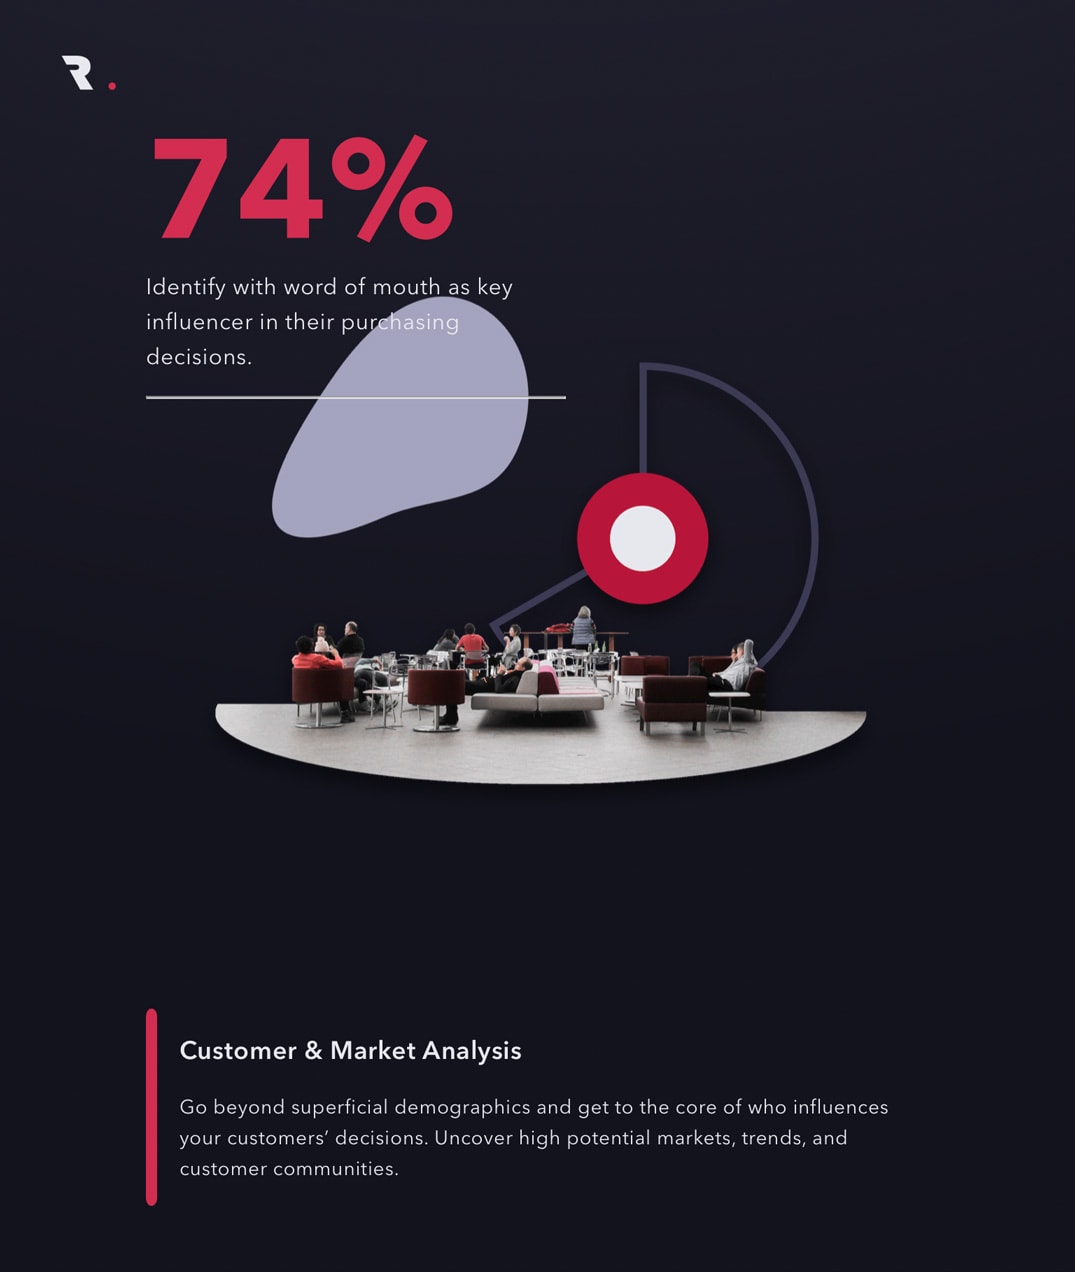 R.
74%
Identify with word of mouth as key
influencer in their purchasing
decisions.
Customer & Market Analysis
Go beyond superficial demographics and get to the core of who influences
your customers’ decisions. Uncover high potential markets, trends, and
customer communities.